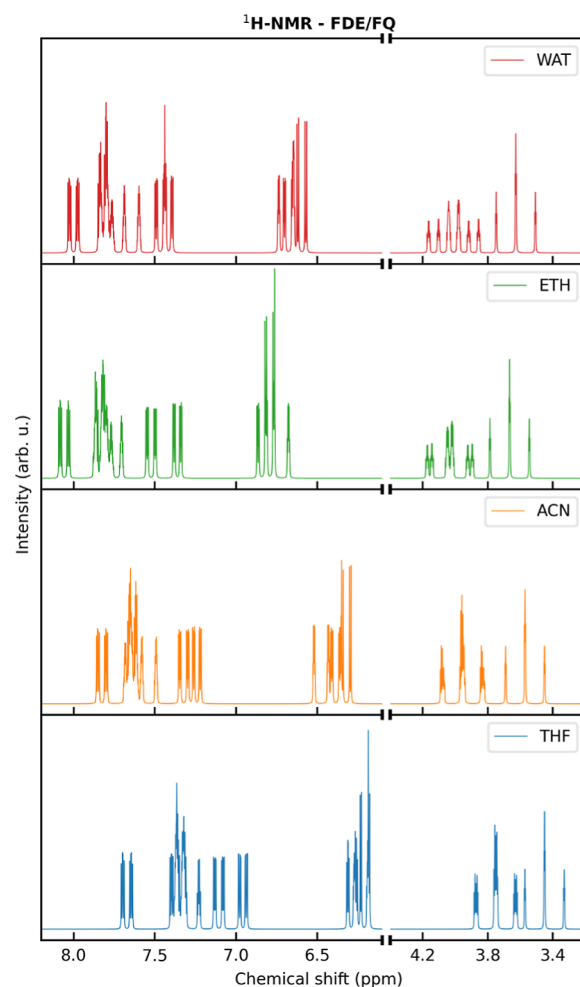 ¹H-NMR - FDE/FQ
WAT
ETH
ACN
THF
Intensity (arb. u.)
8.0 7.5 7.0 6.5 4.2 3.8 3.4
Chemical shift (ppm)